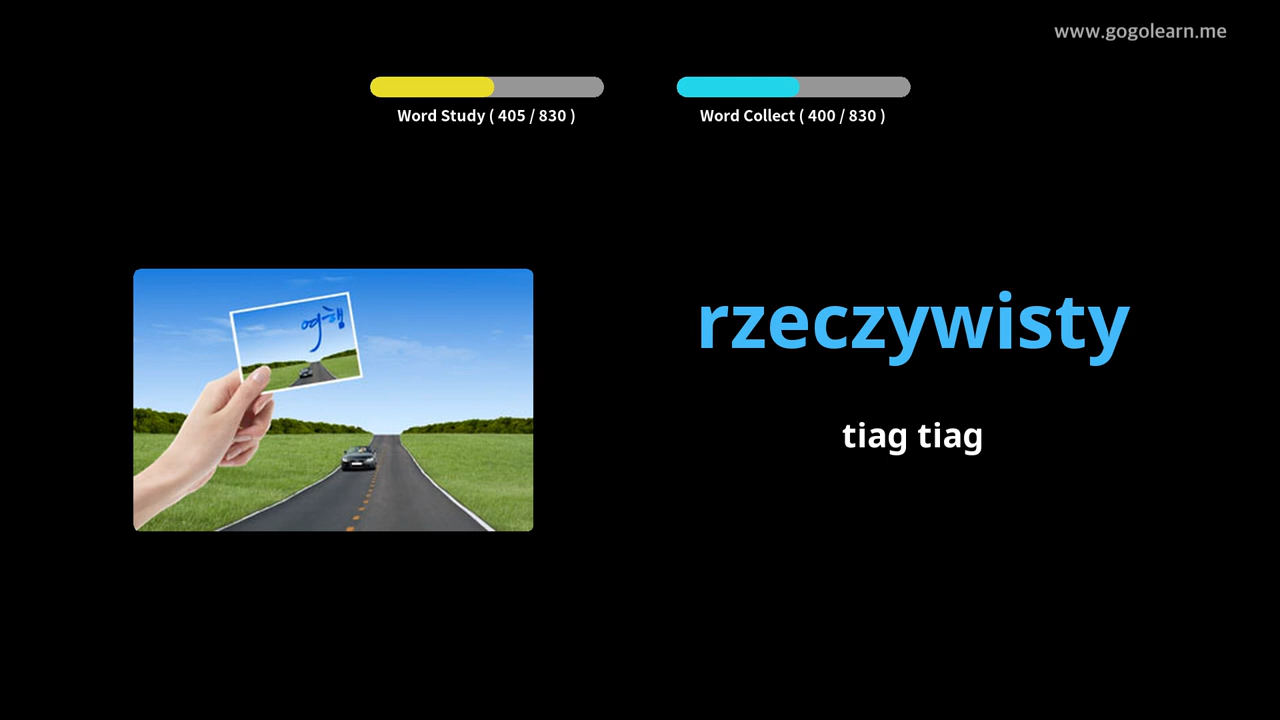 www.gogolearn.me
Word Study ( 405 / 830 )
Word Collect ( 400 / 830 )
여행
rzeczywisty
tiag tiag